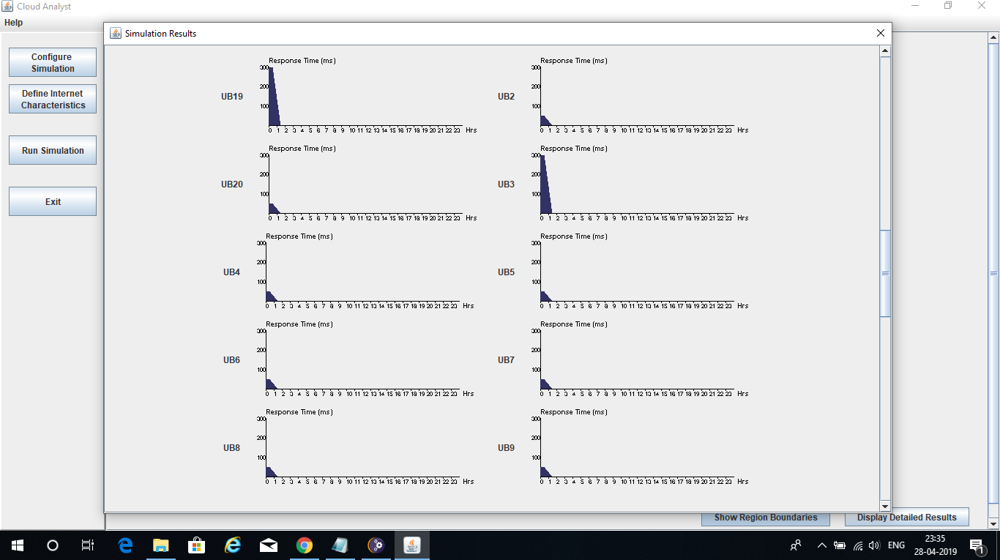 Cloud Analyst
Help
Simulation Results
Configure
Simulation
Define Internet
Characteristics
Run Simulation
Exit
Response Time (ms)
300
200
100
UB19
0 1 2 3 4 5 6 7 8 9 10 11 12 13 14 15 16 17 18 19 20 21 22 23 Hrs
Response Time (ms)
300
200
100
UB2
0 1 2 3 4 5 6 7 8 9 10 11 12 13 14 15 16 17 18 19 20 21 22 23 Hrs
Response Time (ms)
300
200
100
UB20
0 1 2 3 4 5 6 7 8 9 10 11 12 13 14 15 16 17 18 19 20 21 22 23 Hrs
Response Time (ms)
300
200
100
UB3
0 1 2 3 4 5 6 7 8 9 10 11 12 13 14 15 16 17 18 19 20 21 22 23 Hrs
Response Time (ms)
300
200
100
UB4
0 1 2 3 4 5 6 7 8 9 10 11 12 13 14 15 16 17 18 19 20 21 22 23 Hrs
Response Time (ms)
300
200
100
UB5
0 1 2 3 4 5 6 7 8 9 10 11 12 13 14 15 16 17 18 19 20 21 22 23 Hrs
Response Time (ms)
300
200
100
UB6
0 1 2 3 4 5 6 7 8 9 10 11 12 13 14 15 16 17 18 19 20 21 22 23 Hrs
Response Time (ms)
300
200
100
UB7
0 1 2 3 4 5 6 7 8 9 10 11 12 13 14 15 16 17 18 19 20 21 22 23 Hrs
Response Time (ms)
300
200
100
UB8
0 1 2 3 4 5 6 7 8 9 10 11 12 13 14 15 16 17 18 19 20 21 22 23 Hrs
Response Time (ms)
300
200
100
UB9
0 1 2 3 4 5 6 7 8 9 10 11 12 13 14 15 16 17 18 19 20 21 22 23 Hrs
Show Region Boundaries
Display Detailed Results
ENG
23:35
28-04-2019
1